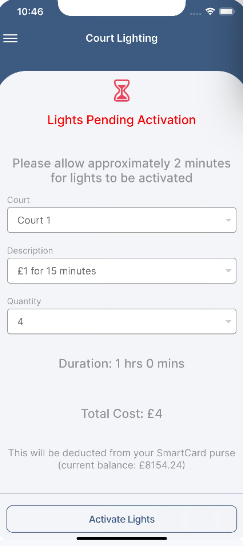 10:46
Court Lighting
Lights Pending Activation
Please allow approximately 2 minutes
for lights to be activated
Court
Court 1
Description
£1 for 15 minutes
Quantity
4
Duration: 1 hrs 0 mins
Total Cost: £4
This will be deducted from your SmartCard purse
(current balance: £8154.24)
Activate Lights